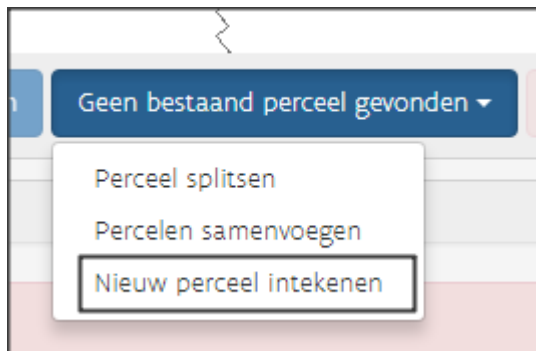 Geen bestaand perceel gevonden
Perceel splitsen
Percelen samenvoegen
Nieuw perceel intekenen